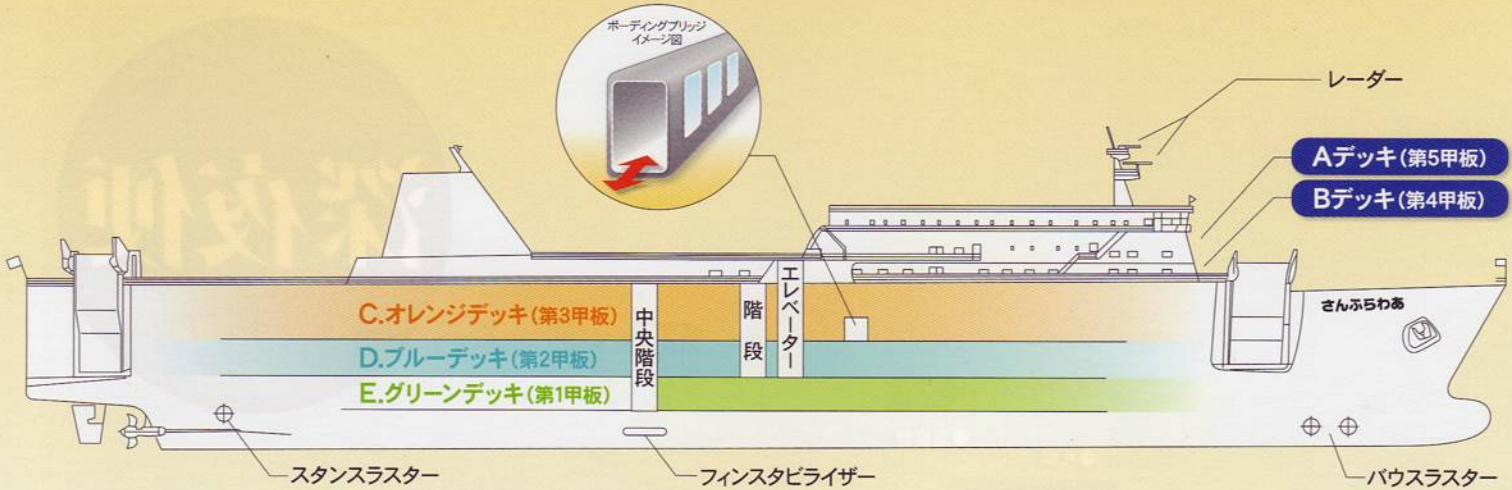 ボーディングブリッジ
イメージ図
レーダー
Aデッキ(第5甲板)
Bデッキ(第4甲板)
さんふらわあ
C.オレンジデッキ(第3甲板)
D.ブルーデッキ(第2甲板)
E.グリーンデッキ(第1甲板)
中央階段
階段
エレベーター
スタンスラスター
フィンスタビライザー
バウスラスター